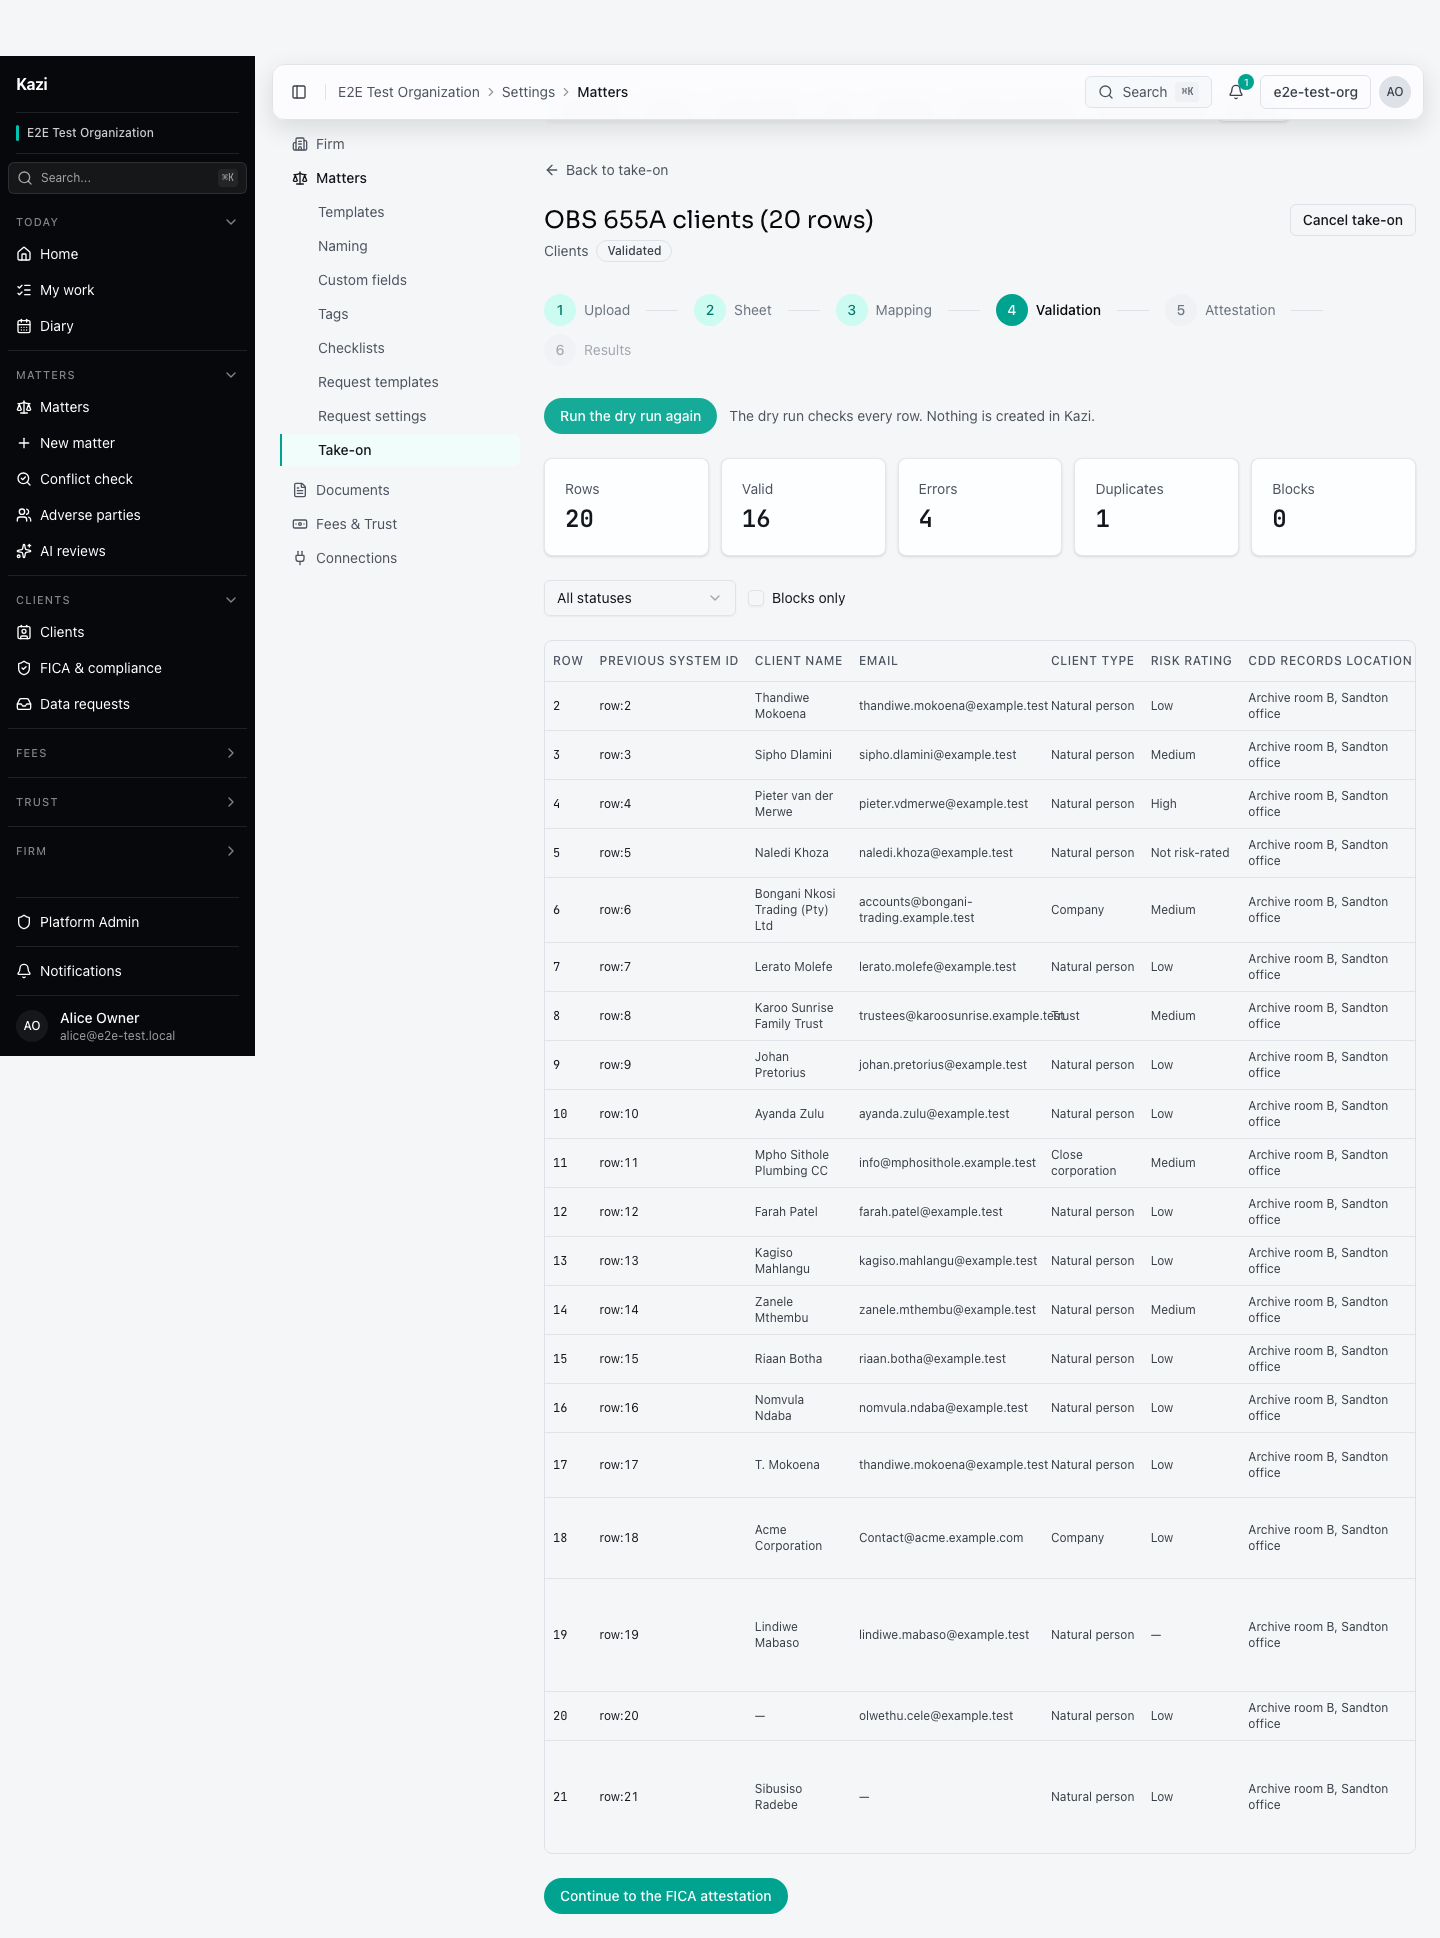 Kazi
E2E Test Organization
Search... ⌘K
TODAY
Home
My work
Diary
MATTERS
Matters
New matter
Conflict check
Adverse parties
AI reviews
CLIENTS
Clients
FICA & compliance
Data requests
FEES
TRUST
FIRM
Platform Admin
Notifications
AO Alice Owner
alice@e2e-test.local
E2E Test Organization > Settings > Matters
Search ⌘K
1
e2e-test-org
AO
Firm
Matters
Templates
Naming
Custom fields
Tags
Checklists
Request templates
Request settings
Take-on
Documents
Fees & Trust
Connections
Back to take-on
OBS 655A clients (20 rows)
Cancel take-on
Clients Validated
1 Upload 2 Sheet 3 Mapping 4 Validation 5 Attestation
6 Results
Run the dry run again The dry run checks every row. Nothing is created in Kazi.
Rows Valid Errors Duplicates Blocks
20 16 4 1 0
All statuses Blocks only
ROW PREVIOUS SYSTEM ID CLIENT NAME EMAIL CLIENT TYPE RISK RATING CDD RECORDS LOCATION
2 row:2 Thandiwe Mokoena thandiwe.mokoena@example.test Natural person Low Archive room B, Sandton office
3 row:3 Sipho Dlamini sipho.dlamini@example.test Natural person Medium Archive room B, Sandton office
4 row:4 Pieter van der Merwe pieter.vdmerwe@example.test Natural person High Archive room B, Sandton office
5 row:5 Naledi Khoza naledi.khoza@example.test Natural person Not risk-rated Archive room B, Sandton office
6 row:6 Bongani Nkosi Trading (Pty) Ltd accounts@bongani-trading.example.test Company Medium Archive room B, Sandton office
7 row:7 Lerato Molefe lerato.molefe@example.test Natural person Low Archive room B, Sandton office
8 row:8 Karoo Sunrise Family Trust trustees@karoosunrise.example.test Trust Medium Archive room B, Sandton office
9 row:9 Johan Pretorius johan.pretorius@example.test Natural person Low Archive room B, Sandton office
10 row:10 Ayanda Zulu ayanda.zulu@example.test Natural person Low Archive room B, Sandton office
11 row:11 Mpho Sithole Plumbing CC info@mphosithole.example.test Close corporation Medium Archive room B, Sandton office
12 row:12 Farah Patel farah.patel@example.test Natural person Low Archive room B, Sandton office
13 row:13 Kagiso Mahlangu kagiso.mahlangu@example.test Natural person Low Archive room B, Sandton office
14 row:14 Zanele Mthembu zanele.mthembu@example.test Natural person Medium Archive room B, Sandton office
15 row:15 Riaan Botha riaan.botha@example.test Natural person Low Archive room B, Sandton office
16 row:16 Nomvula Ndaba nomvula.ndaba@example.test Natural person Low Archive room B, Sandton office
17 row:17 T. Mokoena thandiwe.mokoena@example.test Natural person Low Archive room B, Sandton office
18 row:18 Acme Corporation Contact@acme.example.com Company Low Archive room B, Sandton office
19 row:19 Lindiwe Mabaso lindiwe.mabaso@example.test Natural person — Archive room B, Sandton office
20 row:20 — olwethu.cele@example.test Natural person Low Archive room B, Sandton office
21 row:21 Sibusiso Radebe — Natural person Low Archive room B, Sandton office
Continue to the FICA attestation